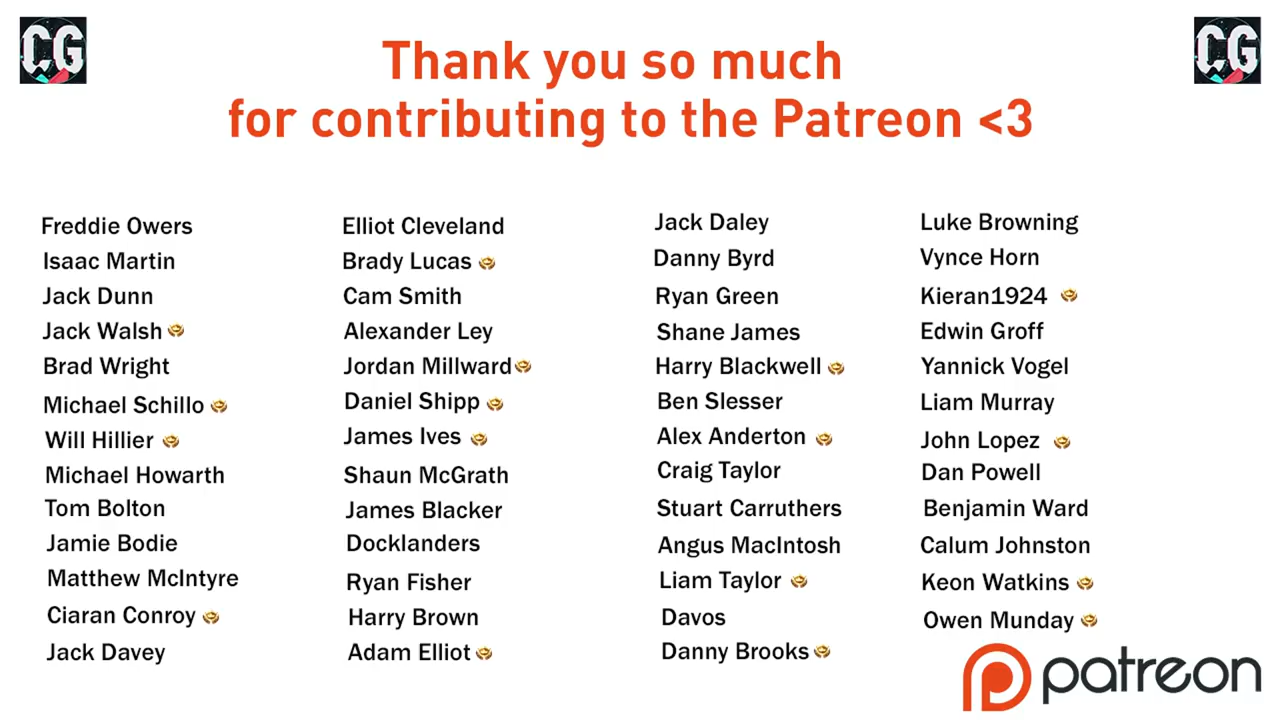 CG
CG
Thank you so much
for contributing to the Patreon <3
Freddie Owers
Isaac Martin
Jack Dunn
Jack Walsh
Brad Wright
Michael Schillo
Will Hillier
Michael Howarth
Tom Bolton
Jamie Bodie
Matthew McIntyre
Ciaran Conroy
Jack Davey
Elliot Cleveland
Brady Lucas
Cam Smith
Alexander Ley
Jordan Millward
Daniel Shipp
James Ives
Shaun McGrath
James Blacker
Docklanders
Ryan Fisher
Harry Brown
Adam Elliot
Jack Daley
Danny Byrd
Ryan Green
Shane James
Harry Blackwell
Ben Slesser
Alex Anderton
Craig Taylor
Stuart Carruthers
Angus MacIntosh
Liam Taylor
Davos
Danny Brooks
Luke Browning
Vynce Horn
Kieran1924
Edwin Groff
Yannick Vogel
Liam Murray
John Lopez
Dan Powell
Benjamin Ward
Calum Johnston
Keon Watkins
Owen Munday
patreon